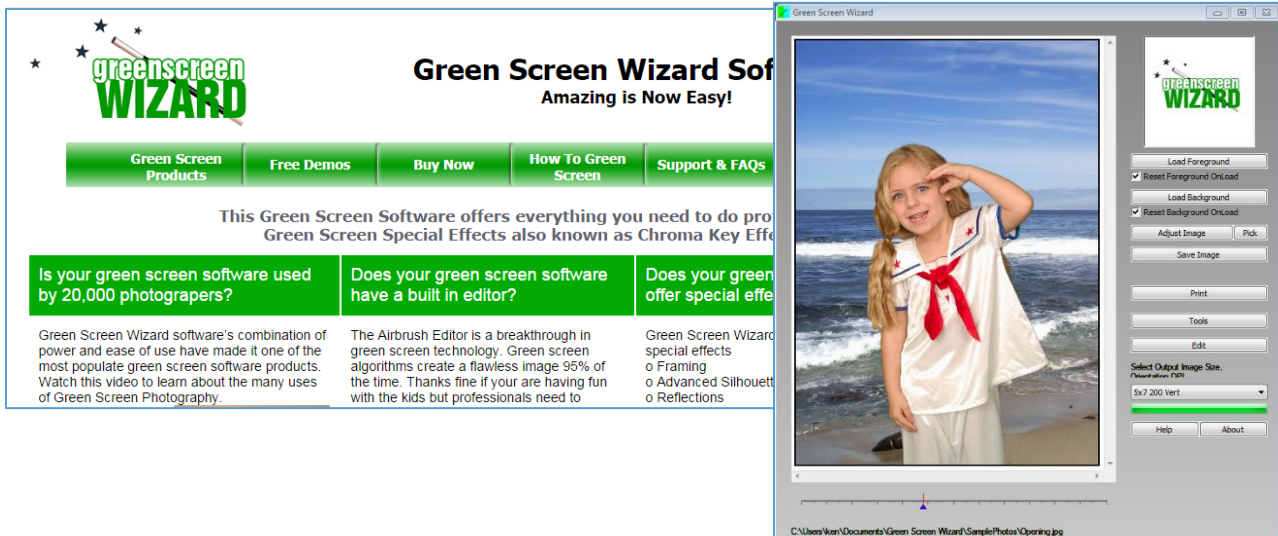 greenscreen
WIZARD
Green Screen Wizard Sof
Amazing is Now Easy!
Green Screen
Products
Free Demos
Buy Now
How To Green
Screen
Support & FAQs
This Green Screen Software offers everything you need to do pro
Green Screen Special Effects also known as Chroma Key Effe
Is your green screen software used
by 20,000 photograpers?
Green Screen Wizard software's combination of
power and ease of use have made it one of the
most populate green screen software products.
Watch this video to learn about the many uses
of Green Screen Photography.
Does your green screen software
have a built in editor?
The Airbrush Editor is a breakthrough in
green screen technology. Green screen
algorithms create a flawless image 95% of
the time. Thanks fine if your are having fun
with the kids but professionals need to
Does your green
offer special effe
Green Screen Wizard
special effects
o Framing
o Advanced Silhouett
o Reflections
Green Screen Wizard
greenscreen
WIZARD
Load Foreground
Reset Foreground OnLoad
Load Background
Reset Background OnLoad
Adjust Image
Pick
Save Image
Print
Tools
Edit
Select Output Image Size,
Orientation DPI
5x7 200 Vert
Help
About
C:\Users\ken\Documents\Green Screen Wizard\SamplePhotos\Opening.jpg